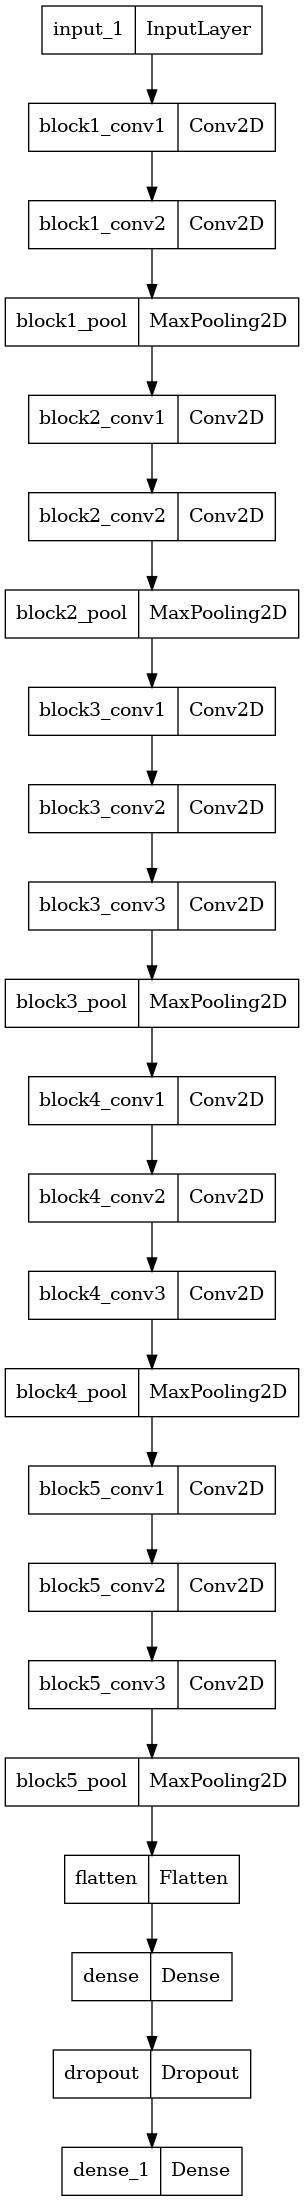 input_1 InputLayer
block1_conv1 Conv2D
block1_conv2 Conv2D
block1_pool MaxPooling2D
block2_conv1 Conv2D
block2_conv2 Conv2D
block2_pool MaxPooling2D
block3_conv1 Conv2D
block3_conv2 Conv2D
block3_conv3 Conv2D
block3_pool MaxPooling2D
block4_conv1 Conv2D
block4_conv2 Conv2D
block4_conv3 Conv2D
block4_pool MaxPooling2D
block5_conv1 Conv2D
block5_conv2 Conv2D
block5_conv3 Conv2D
block5_pool MaxPooling2D
flatten Flatten
dense Dense
dropout Dropout
dense_1 Dense